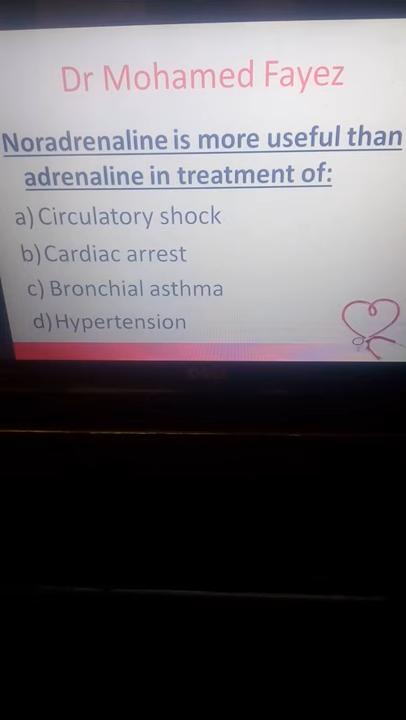 Dr Mohamed Fayez
Noradrenaline is more useful than
adrenaline in treatment of:
a) Circulatory shock
b) Cardiac arrest
c) Bronchial asthma
d) Hypertension